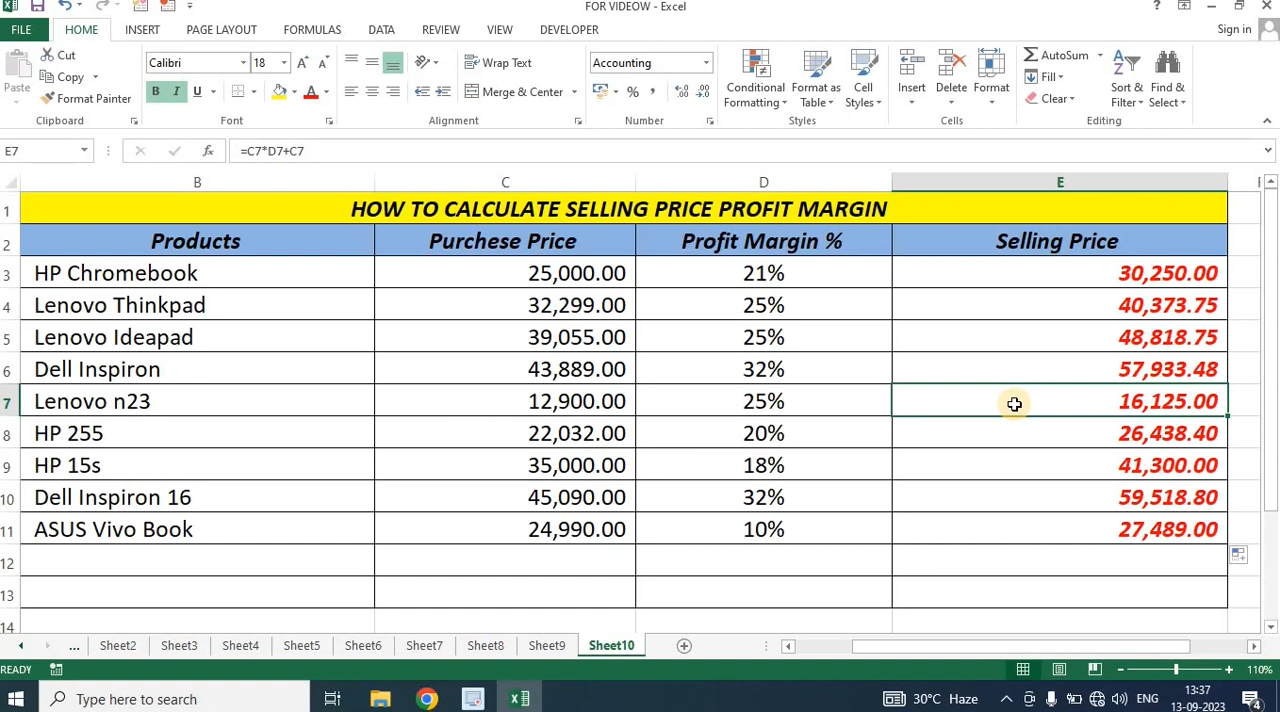 FOR VIDEOW - Excel
?
FILE HOME INSERT PAGE LAYOUT FORMULAS DATA REVIEW VIEW DEVELOPER Sign in
Paste Cut Copy Format Painter
Calibri 18
B I U
Wrap Text
Merge & Center
Accounting
%
Conditional Formatting
Format as Table
Cell Styles
Insert Delete Format
AutoSum
Fill
Clear
Sort & Filter
Find & Select
Clipboard Font Alignment Number Styles Cells Editing
E7 fx =C7*D7+C7
B C D E
1 HOW TO CALCULATE SELLING PRICE PROFIT MARGIN
2 Products Purchese Price Profit Margin % Selling Price
3 HP Chromebook 25,000.00 21% 30,250.00
4 Lenovo Thinkpad 32,299.00 25% 40,373.75
5 Lenovo Ideapad 39,055.00 25% 48,818.75
6 Dell Inspiron 43,889.00 32% 57,933.48
7 Lenovo n23 12,900.00 25% 16,125.00
8 HP 255 22,032.00 20% 26,438.40
9 HP 15s 35,000.00 18% 41,300.00
10 Dell Inspiron 16 45,090.00 32% 59,518.80
11 ASUS Vivo Book 24,990.00 10% 27,489.00
12
13
14
... Sheet2 Sheet3 Sheet4 Sheet5 Sheet6 Sheet7 Sheet8 Sheet9 Sheet10
READY 110%
Type here to search 30°C Haze ENG 13:37
13-09-2023 4